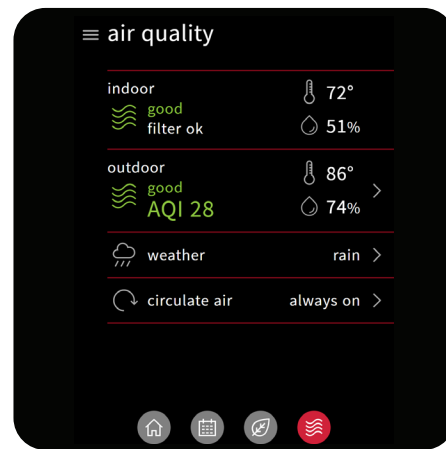 air quality
indoor
good
filter ok
72°
51%
outdoor
good
AQI 28
86°
74%
weather rain
circulate air always on